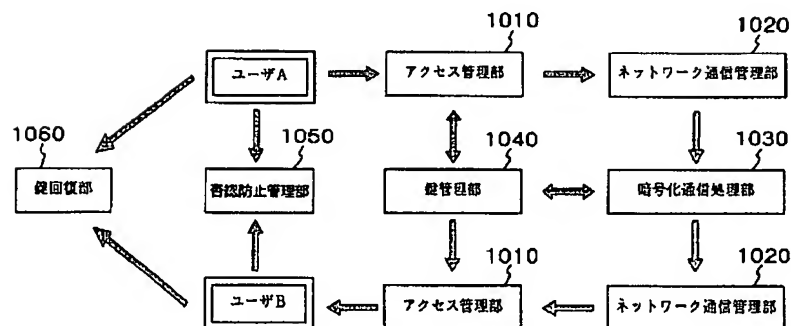 1010
1020
ユーザA
アクセス管理部
ネットワーク通信管理部
1060
1050
1040
1030
鍵回復部
否認防止管理部
鍵管理部
暗号化通信処理部
1010
1020
ユーザB
アクセス管理部
ネットワーク通信管理部